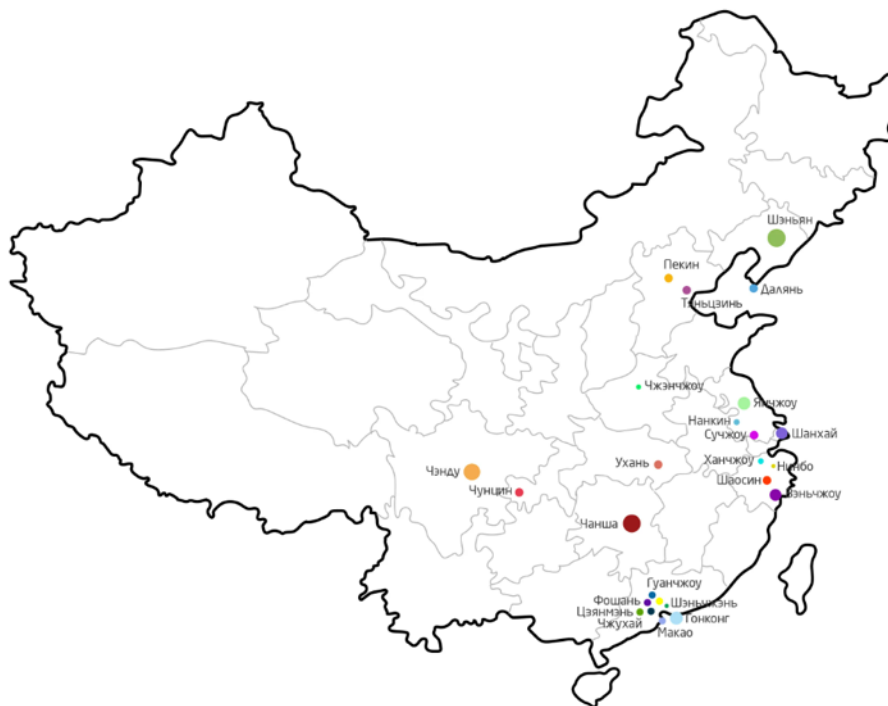 Шэньян
Пекин
Тяньцзинь
Далянь
Чжэнчжоу
Янчжоу
Нанкин
Сучжоу
Шанхай
Чэнду
Ухань
Ханчжоу
Нинбо
Чунцин
Шаосин
Вэньчжоу
Чанша
Гуанчжоу
Фошань
Шэньчжэнь
Цзянмэнь
Чжухай
Гонконг
Макао